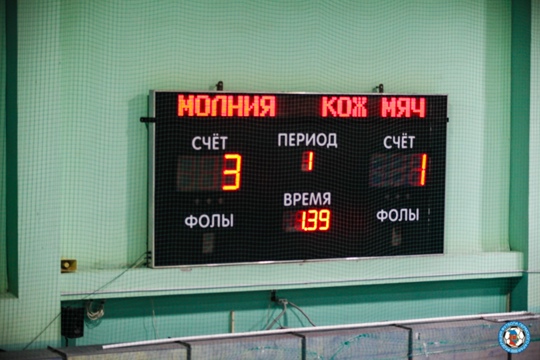 МОЛНИЯ КОЖ МЯЧ
СЧЁТ ПЕРИОД СЧЁТ
3 1 1
ВРЕМЯ
ФОЛЫ 1.39 ФОЛЫ